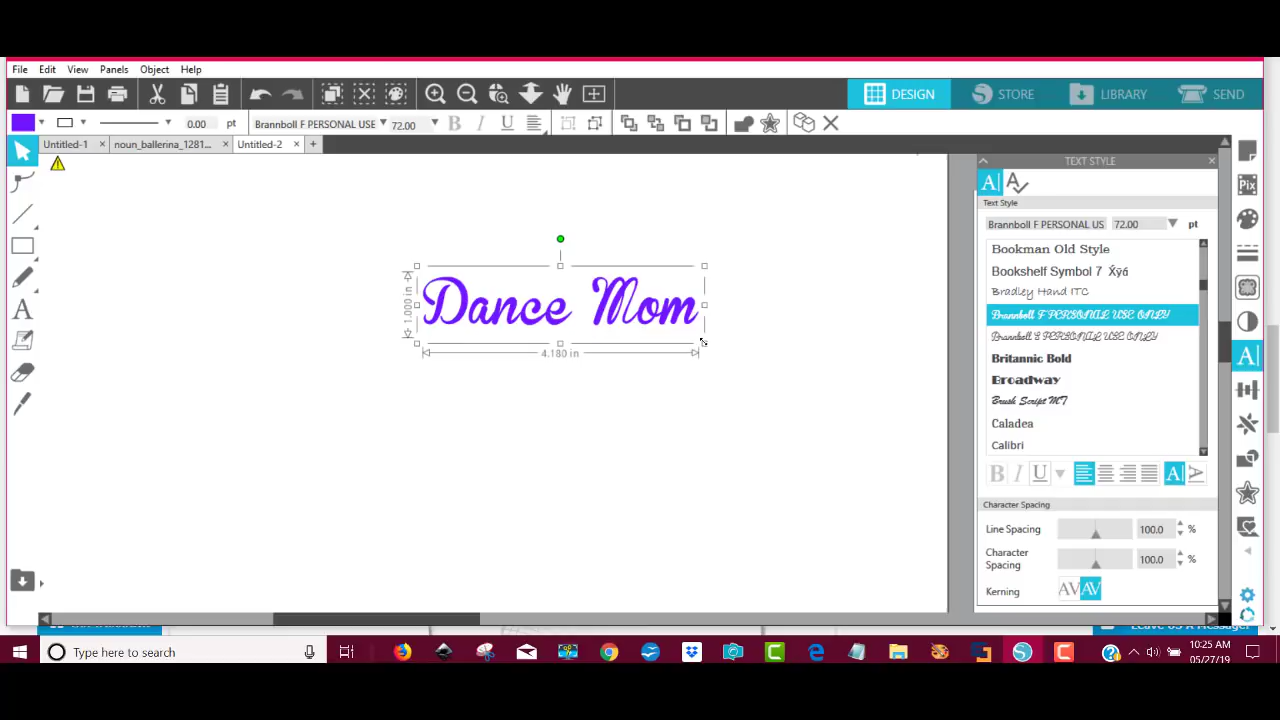 File Edit View Panels Object Help
DESIGN STORE LIBRARY SEND
0.00 pt Brannboll F PERSONAL USE 72.00 B I U
Untitled-1 noun_ballerina_1281... Untitled-2 +
Dance Mom
1.000 in
4.180 in
TEXT STYLE
Text Style
Brannboll F PERSONAL US 72.00 pt
Bookman Old Style
Bookshelf Symbol 7 Xyá
Bradley Hand ITC
Brannboll F PERSONAL USE ONLY
Brannboll S PERSONAL USE ONLY
Britannic Bold
Broadway
Brush Script MT
Caladea
Calibri
B I U A A
Character Spacing
Line Spacing 100.0 %
Character Spacing 100.0 %
Kerning AV AV
Pix
A
Type here to search
10:25 AM
05/27/19